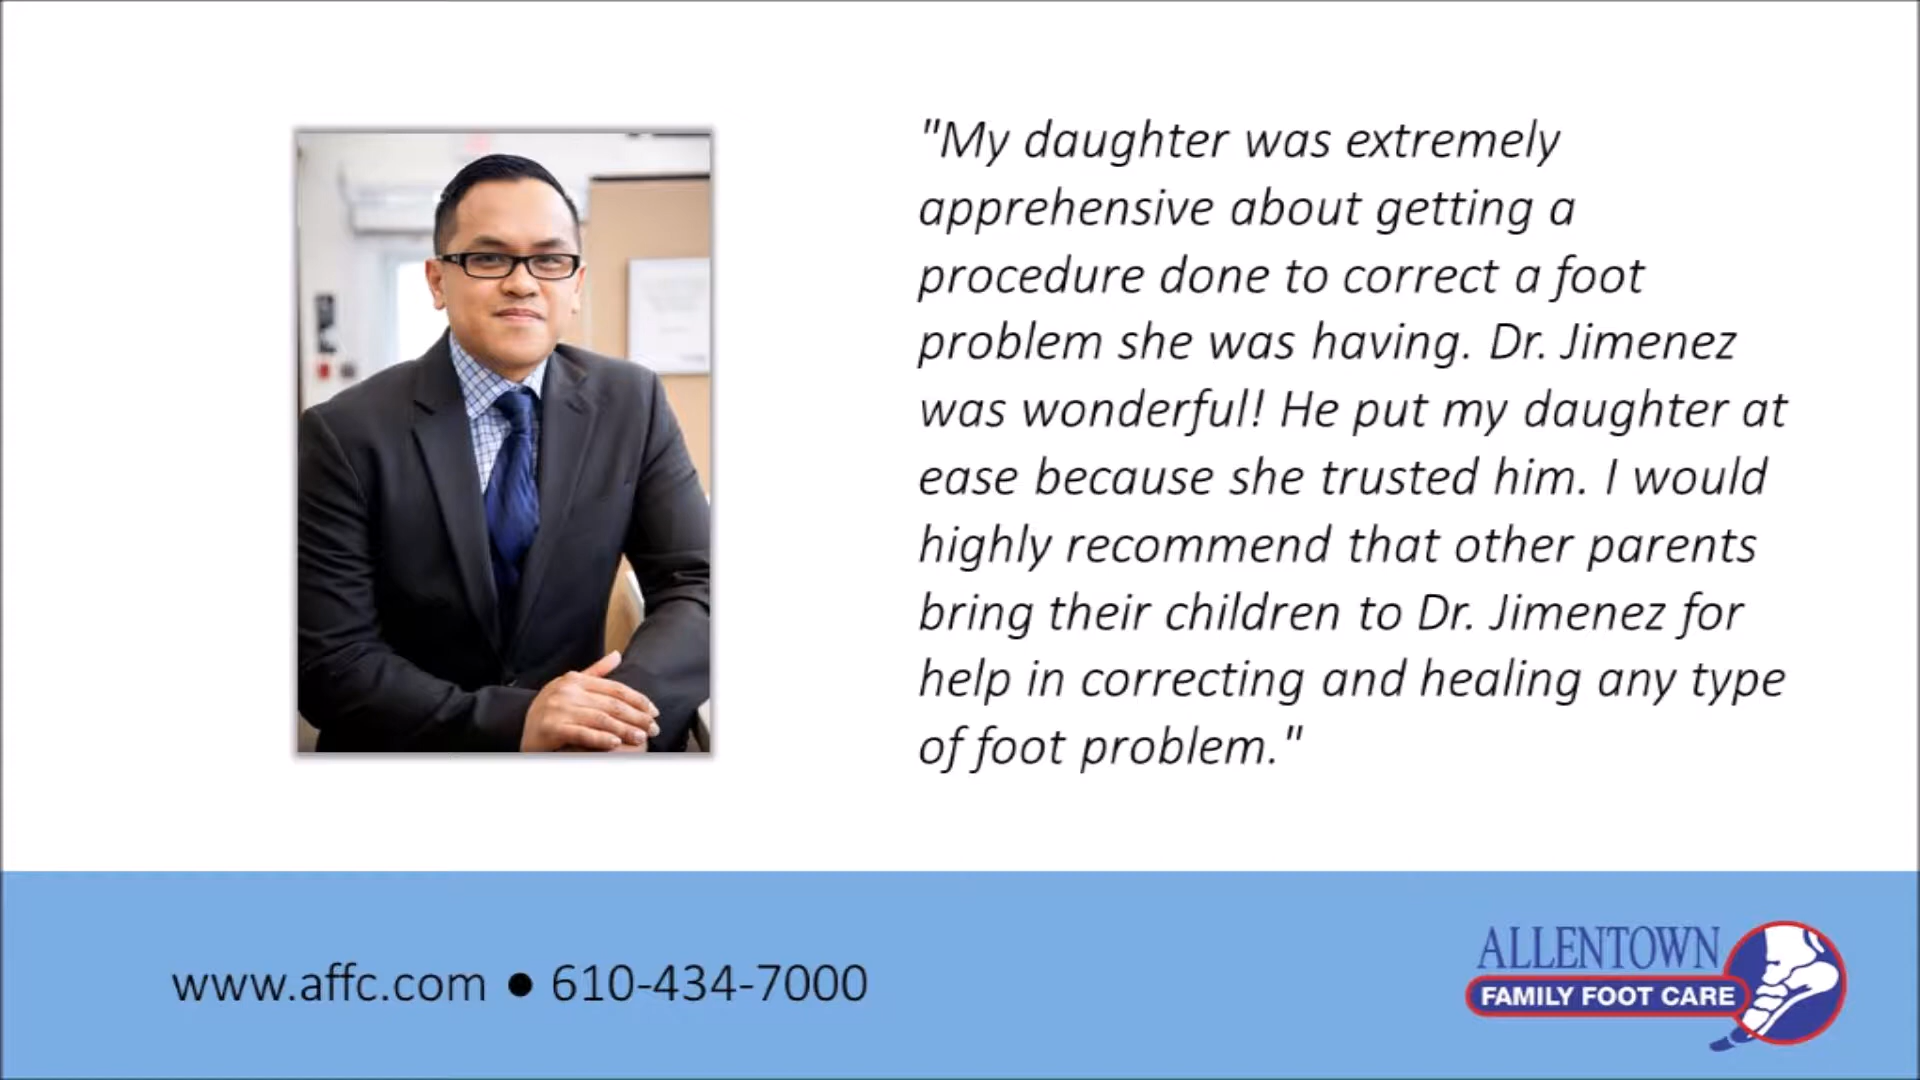 "My daughter was extremely
apprehensive about getting a
procedure done to correct a foot
problem she was having. Dr. Jimenez
was wonderful! He put my daughter at
ease because she trusted him. I would
highly recommend that other parents
bring their children to Dr. Jimenez for
help in correcting and healing any type
of foot problem."
www.affc.com ● 610-434-7000
ALLENTOWN
FAMILY FOOT CARE